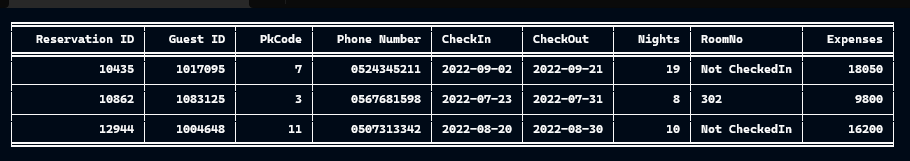 Reservation ID Guest ID PkCode Phone Number CheckIn CheckOut Nights RoomNo Expenses
10435 1017095 7 0524345211 2022-09-02 2022-09-21 19 Not CheckedIn 18050
10862 1083125 3 0567681598 2022-07-23 2022-07-31 8 302 9800
12944 1004648 11 0507313342 2022-08-20 2022-08-30 10 Not CheckedIn 16200